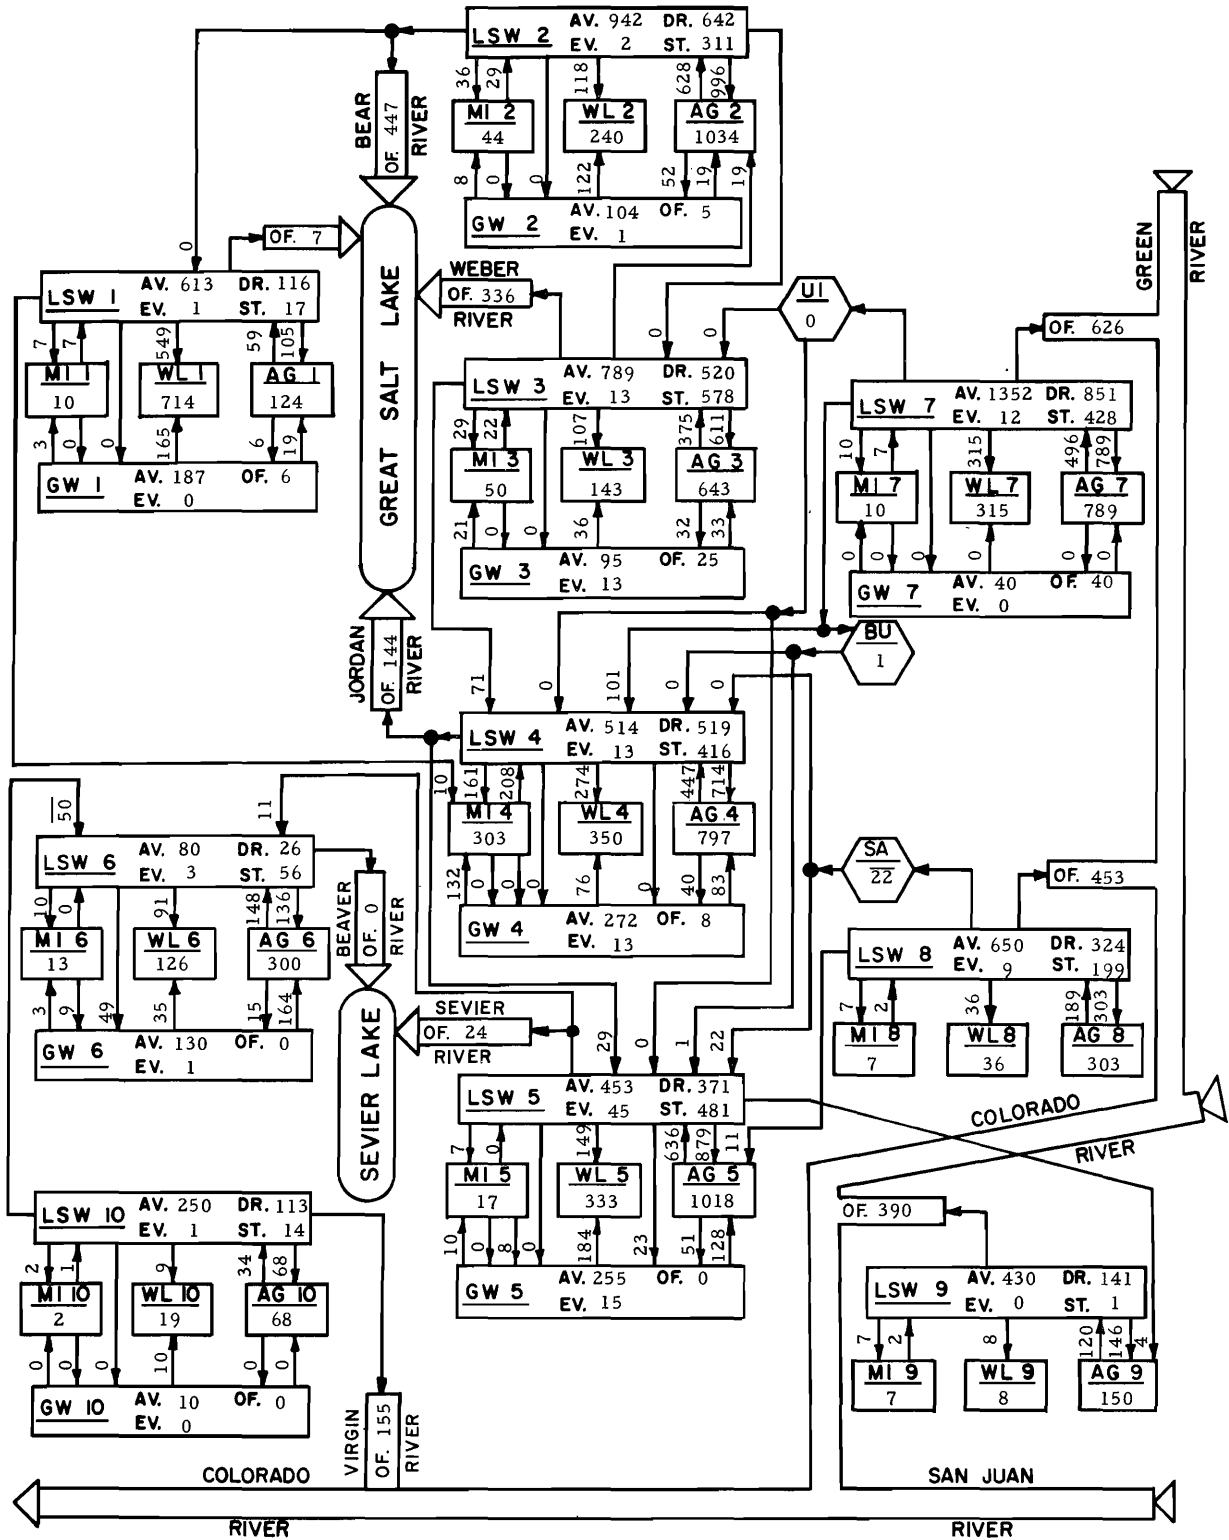 LSW 2 AV. 942 DR. 642
EV. 2 ST. 311
36 29 118 628 996
MI 2 WL 2 AG 2
44 240 1034
8 0 0 122 52 19 19
GW 2 AV. 104 OF. 5
EV. 1
BEAR RIVER
OF. 447
0
OF. 7
GREAT SALT LAKE
WEBER
OF. 336
RIVER
LSW 1 AV. 613 DR. 116
EV. 1 ST. 17
7 7 549 59 105
MI 1 WL 1 AG 1
10 714 124
3 0 0 165 6 19
GW 1 AV. 187 OF. 6
EV. 0
UI
0
0 0
GREEN RIVER
OF. 626
LSW 3 AV. 789 DR. 520
EV. 13 ST. 578
29 22 107 375 611
MI 3 WL 3 AG 3
50 143 643
21 0 0 36 32 33
GW 3 AV. 95 OF. 25
EV. 13
LSW 7 AV. 1352 DR. 851
EV. 12 ST. 428
10 7 315 496 789
MI 7 WL 7 AG 7
10 315 789
0 0 0 0 0 0
GW 7 AV. 40 OF. 40
EV. 0
BU
1
JORDAN RIVER
OF. 144
71 0 101 0 0
LSW 4 AV. 514 DR. 519
EV. 13 ST. 416
10 161 208 274 447 714
MI 4 WL 4 AG 4
303 350 797
132 0 0 0 76 0 40 83
GW 4 AV. 272 OF. 8
EV. 13
50 11
LSW 6 AV. 80 DR. 26
EV. 3 ST. 56
10 0 91 148 136
MI 6 WL 6 AG 6
13 126 300
3 9 49 35 15 164
GW 6 AV. 130 OF. 0
EV. 1
BEAVER RIVER
OF. 0
SEVIER LAKE
SEVIER
OF. 24
RIVER
SA
22
OF. 453
LSW 8 AV. 650 DR. 324
EV. 9 ST. 199
7 2 36 189 303
MI 8 WL 8 AG 8
7 36 303
29 0 1 22
LSW 5 AV. 453 DR. 371
EV. 45 ST. 481
7 0 149 636 879 11
MI 5 WL 5 AG 5
17 333 1018
10 0 8 0 184 23 51 128
GW 5 AV. 255 OF. 0
EV. 15
COLORADO
RIVER
OF. 390
LSW 10 AV. 250 DR. 113
EV. 1 ST. 14
2 1 9 34 68
MI 10 WL 10 AG 10
2 19 68
0 0 0 10 0 0
GW 10 AV. 10 OF. 0
EV. 0
LSW 9 AV. 430 DR. 141
EV. 0 ST. 1
7 2 8 120 146 4
MI 9 WL 9 AG 9
7 8 150
VIRGIN RIVER
OF. 155
COLORADO
RIVER
SAN JUAN
RIVER